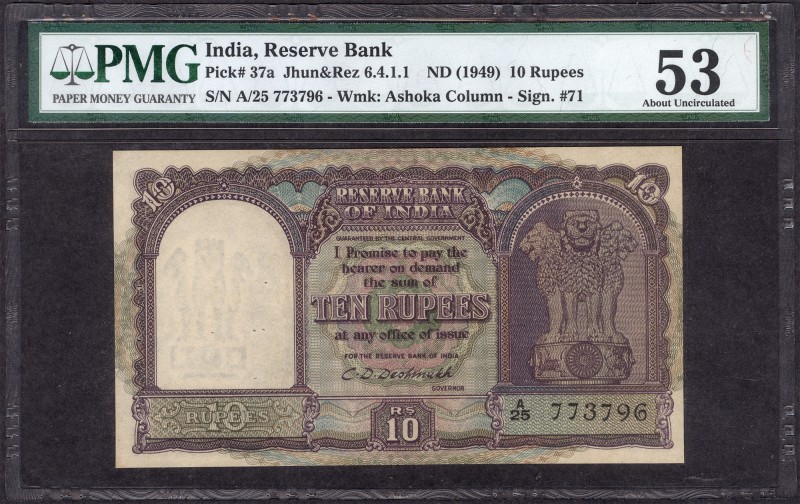 PMG
PAPER MONEY GUARANTY
India, Reserve Bank
Pick# 37a Jhun&Rez 6.4.1.1 ND (1949) 10 Rupees
S/N A/25 773796 - Wmk: Ashoka Column - Sign. #71
53
About Uncirculated
10
10
RESERVE BANK
OF INDIA
GUARANTEED BY THE CENTRAL GOVERNMENT
I Promise to pay the
bearer on demand
the sum of
TEN RUPEES
at any office of issue
FOR THE RESERVE BANK OF INDIA
C. D. Deshmukh
GOVERNOR
10
RUPEES
RS
10
A/25 773796